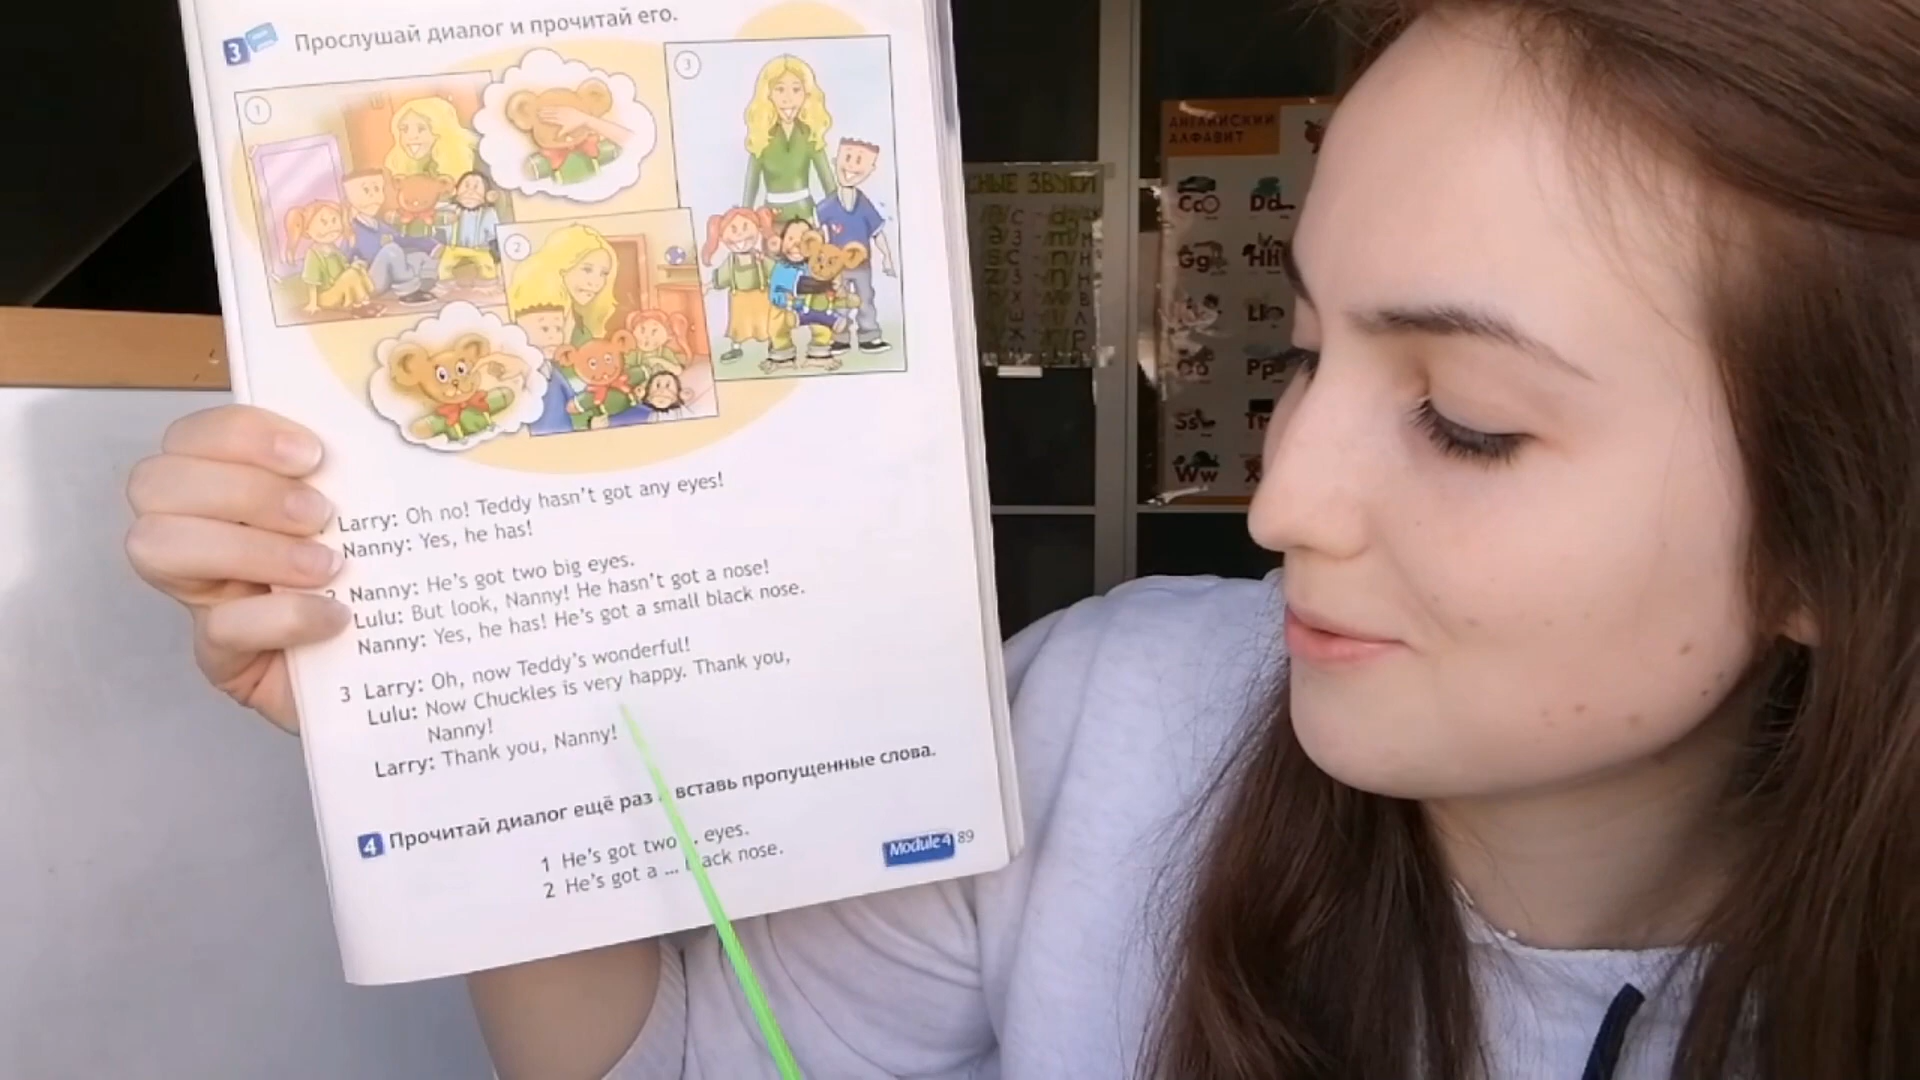 3 Прослушай диалог и прочитай его.
1
2
3
Larry: Oh no! Teddy hasn't got any eyes!
Nanny: Yes, he has!
2 Nanny: He's got two big eyes.
Lulu: But look, Nanny! He hasn't got a nose!
Nanny: Yes, he has! He's got a small black nose.
3 Larry: Oh, now Teddy's wonderful!
Lulu: Now Chuckles is very happy. Thank you,
Nanny!
Larry: Thank you, Nanny!
4 Прочитай диалог ещё раз вставь пропущенные слова.
1 He's got two ... eyes.
2 He's got a ... black nose.
Module 4 89
ЗВУКИ
АНГЛИЙСКИЙ
АЛФАВИТ
Cc Dd
Gg Hh
Ll
Pp
Ss
Ww